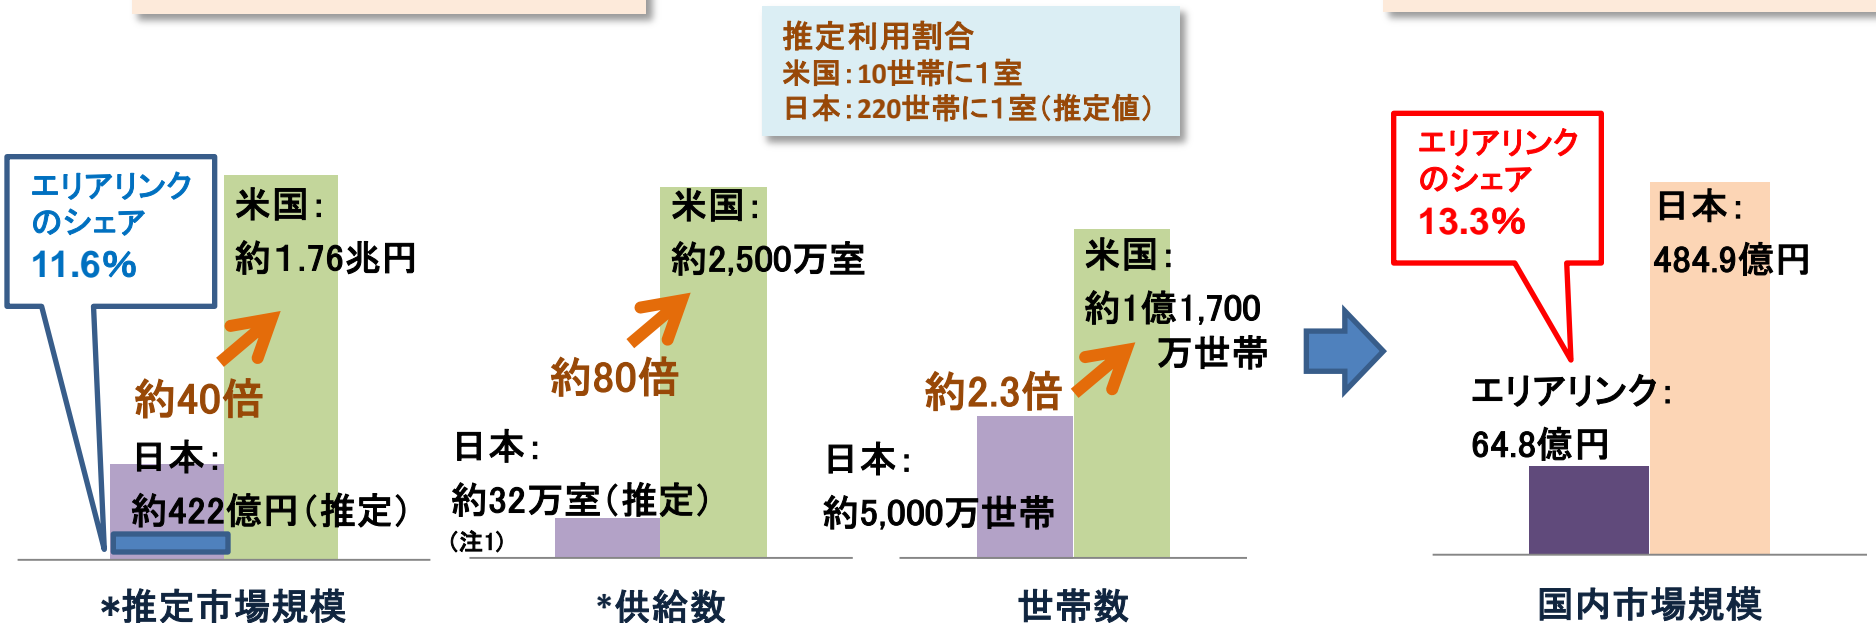 推定利用割合
米国：10世帯に１室
日本：220世帯に１室（推定値）
エリアリンク
のシェア
11.6%
米国：
約１.76兆円
約40倍
日本：
約422億円（推定）
*推定市場規模
米国：
約2,500万室
約80倍
日本：
約32万室（推定）
（注1）
*供給数
米国：
約1億1,700
万世帯
約2.3倍
日本：
約5,000万世帯
世帯数
エリアリンク
のシェア
13.3%
日本：
484.9億円
エリアリンク：
64.8億円
国内市場規模